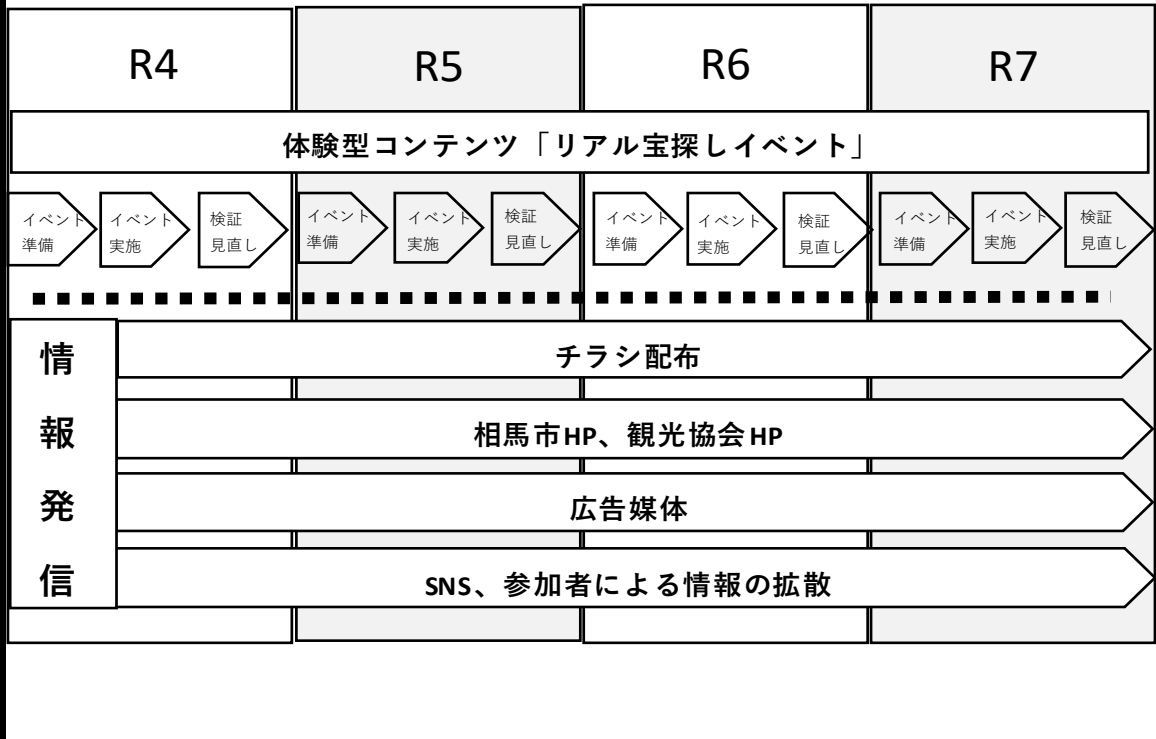 R4
R5
R6
R7
体験型コンテンツ「リアル宝探しイベント」
イベント
準備
イベント
実施
検証
見直し
イベント
準備
イベント
実施
検証
見直し
イベント
準備
イベント
実施
検証
見直し
イベント
準備
イベント
実施
検証
見直し
情
報
発
信
チラシ配布
相馬市HP、観光協会HP
広告媒体
SNS、参加者による情報の拡散